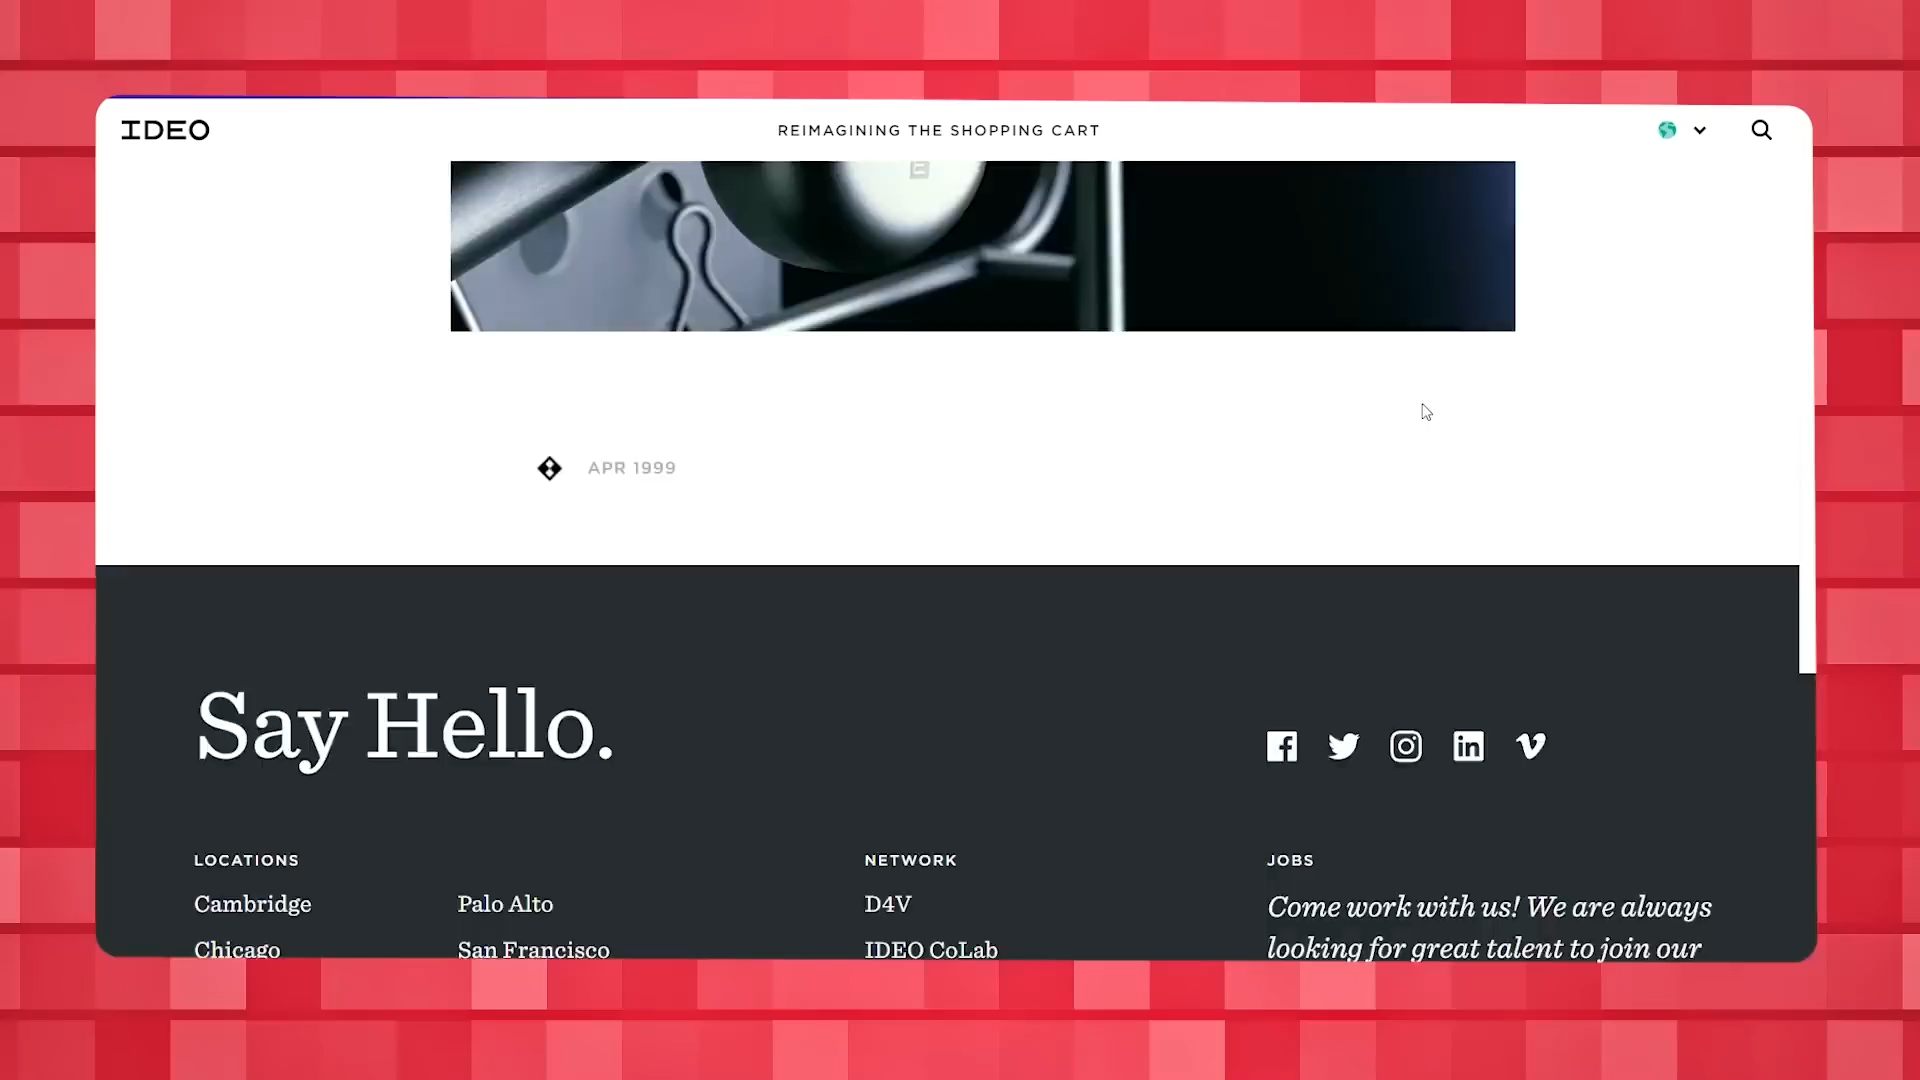 IDEO
REIMAGINING THE SHOPPING CART
APR 1999
Say Hello.
LOCATIONS
Cambridge
Chicago
Palo Alto
San Francisco
NETWORK
D4V
IDEO CoLab
JOBS
Come work with us! We are always
looking for great talent to join our